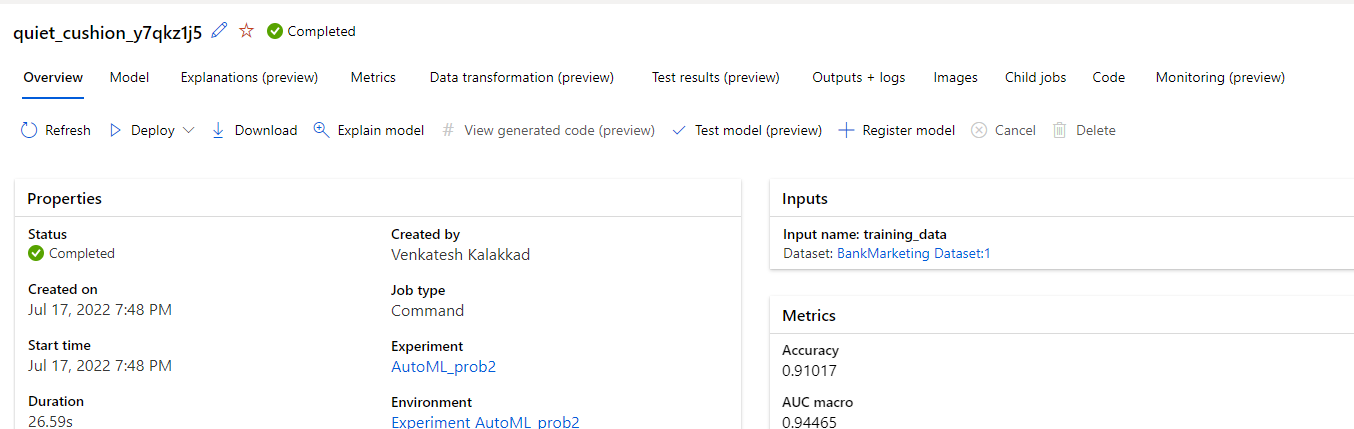 quiet_cushion_y7qkz1j5 Completed
Overview Model Explanations (preview) Metrics Data transformation (preview) Test results (preview) Outputs + logs Images Child jobs Code Monitoring (preview)
Refresh Deploy Download Explain model # View generated code (preview) Test model (preview) Register model Cancel Delete
Properties
Status
Completed
Created on
Jul 17, 2022 7:48 PM
Start time
Jul 17, 2022 7:48 PM
Duration
26.59s
Created by
Venkatesh Kalakkad
Job type
Command
Experiment
AutoML_prob2
Environment
Experiment AutoML_prob2
Inputs
Input name: training_data
Dataset: BankMarketing Dataset:1
Metrics
Accuracy
0.91017
AUC macro
0.94465